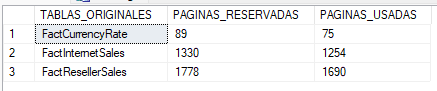 TABLAS_ORIGINALES PAGINAS_RESERVADAS PAGINAS_USADAS
1 FactCurrencyRate 89 75
2 FactInternetSales 1330 1254
3 FactResellerSales 1778 1690